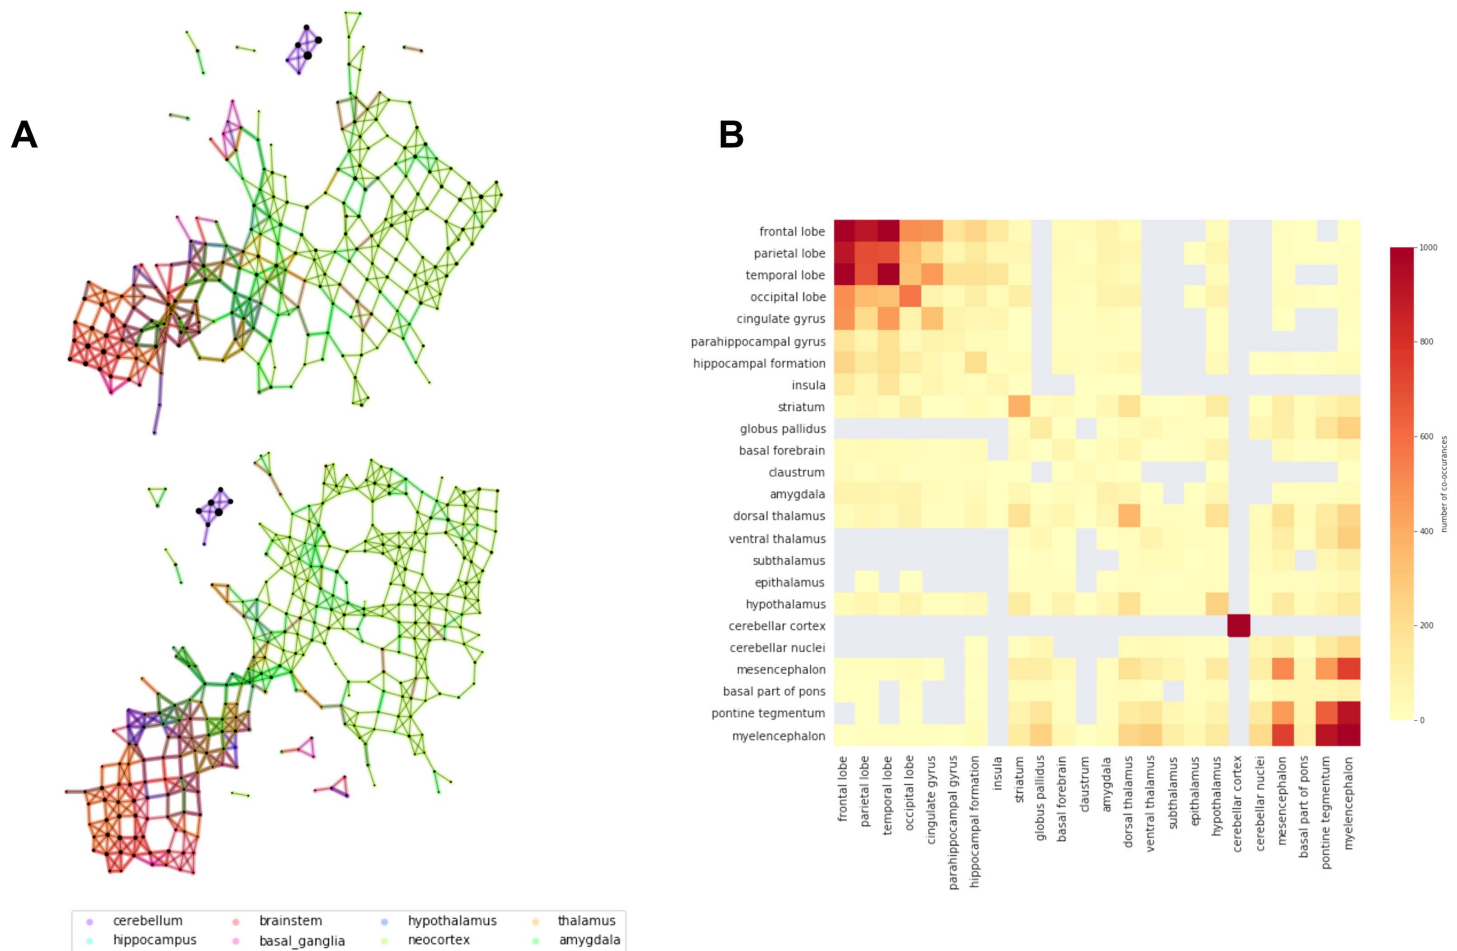 A
cerebellum brainstem hypothalamus thalamus
hippocampus basal_ganglia neocortex amygdala
B
frontal lobe
parietal lobe
temporal lobe
occipital lobe
cingulate gyrus
parahippocampal gyrus
hippocampal formation
insula
striatum
globus pallidus
basal forebrain
claustrum
amygdala
dorsal thalamus
ventral thalamus
subthalamus
epithalamus
hypothalamus
cerebellar cortex
cerebellar nuclei
mesencephalon
basal part of pons
pontine tegmentum
myelencephalon
frontal lobe
parietal lobe
temporal lobe
occipital lobe
cingulate gyrus
parahippocampal gyrus
hippocampal formation
insula
striatum
globus pallidus
basal forebrain
claustrum
amygdala
dorsal thalamus
ventral thalamus
subthalamus
epithalamus
hypothalamus
cerebellar cortex
cerebellar nuclei
mesencephalon
basal part of pons
pontine tegmentum
myelencephalon
1000
800
600
400
200
0
number of co-occurances